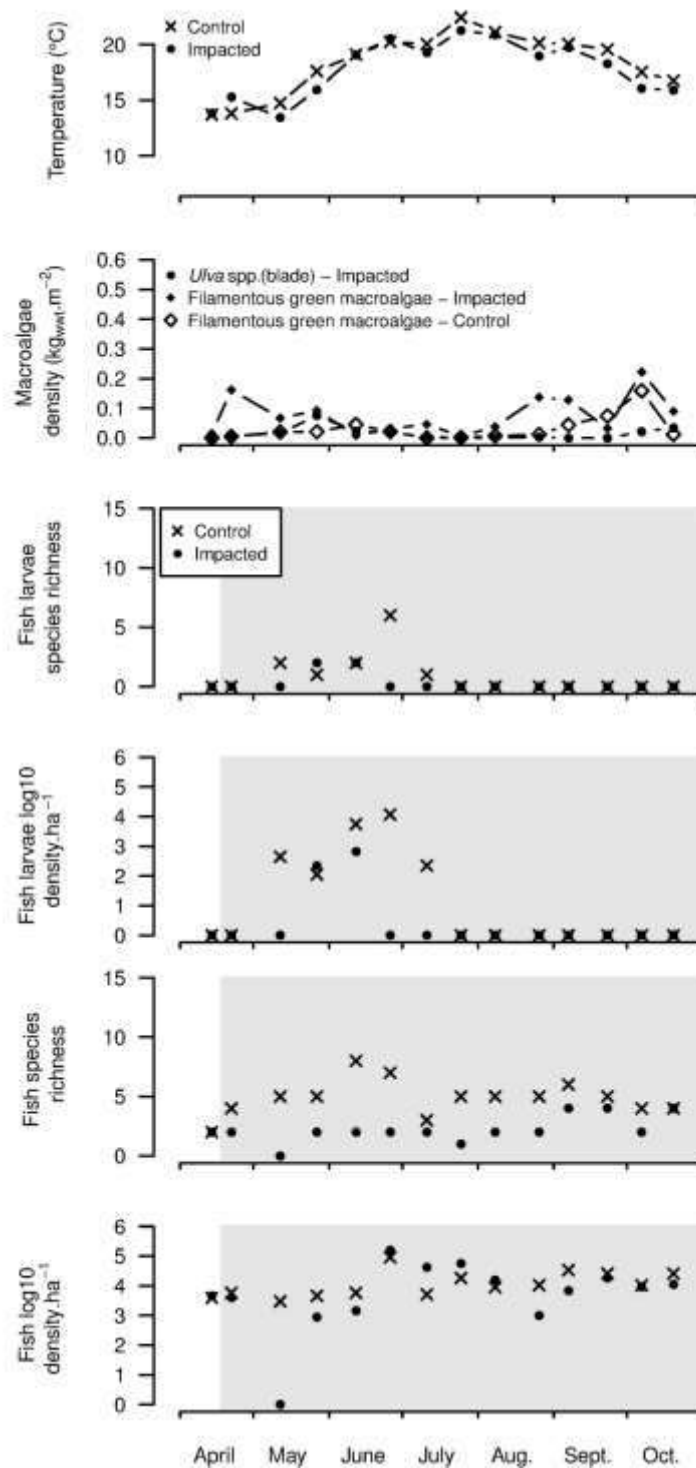 Temperature (°C)
20
15
10
Control
Impacted
Macroalgae
density (kg wwt.m⁻²)
0.6
0.5
0.4
0.3
0.2
0.1
0.0
Ulva spp.(blade) – Impacted
Filamentous green macroalgae – Impacted
Filamentous green macroalgae – Control
Fish larvae
species richness
15
10
5
0
Control
Impacted
Fish larvae log10
density.ha⁻¹
6
5
4
3
2
1
0
Fish species
richness
15
10
5
0
Fish log10
density.ha⁻¹
6
5
4
3
2
1
0
April May June July Aug. Sept. Oct.